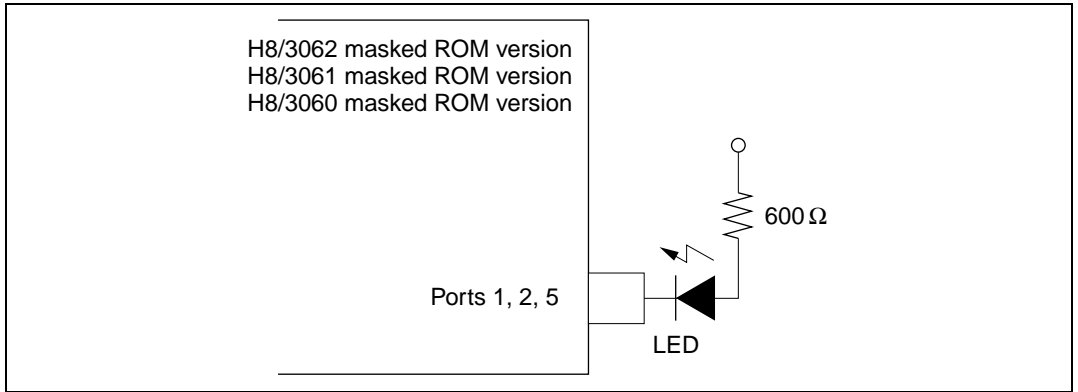 H8/3062 masked ROM version
H8/3061 masked ROM version
H8/3060 masked ROM version
600 Ω
Ports 1, 2, 5
LED